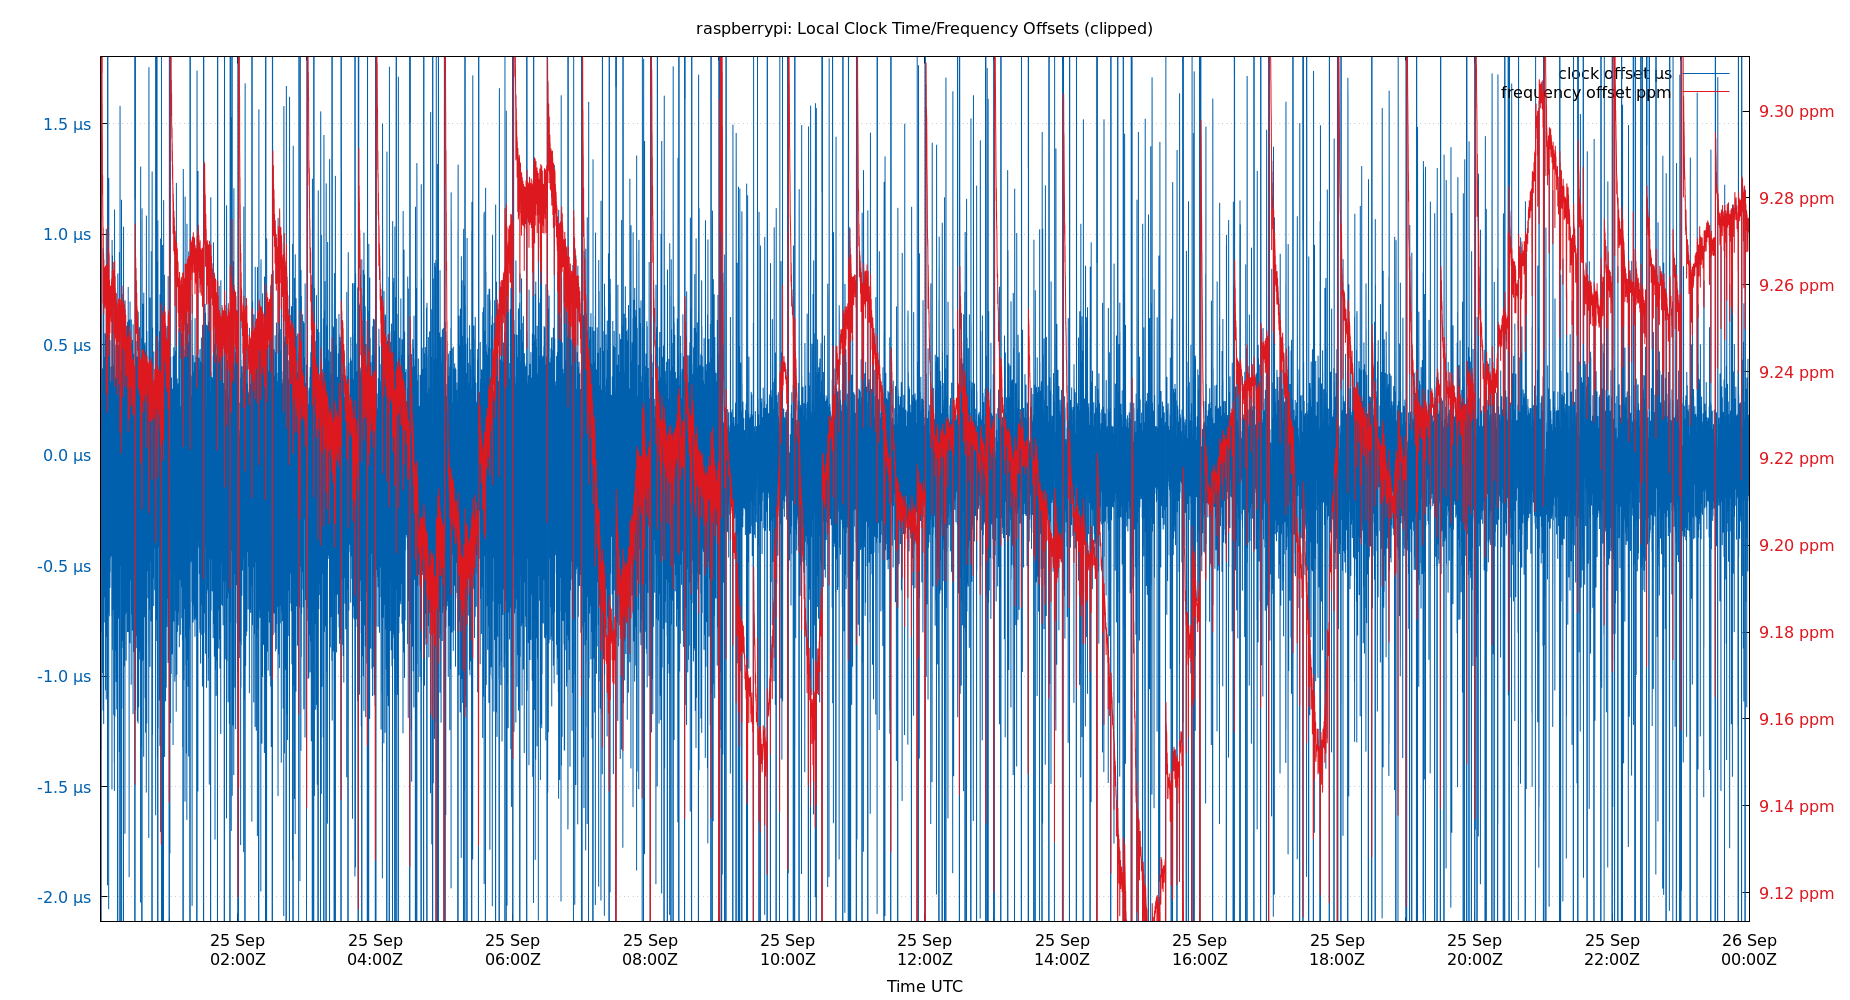 raspberrypi: Local Clock Time/Frequency Offsets (clipped)
clock offset µs
frequency offset ppm
1.5 µs
1.0 µs
0.5 µs
0.0 µs
-0.5 µs
-1.0 µs
-1.5 µs
-2.0 µs
9.30 ppm
9.28 ppm
9.26 ppm
9.24 ppm
9.22 ppm
9.20 ppm
9.18 ppm
9.16 ppm
9.14 ppm
9.12 ppm
25 Sep 25 Sep 25 Sep 25 Sep 25 Sep 25 Sep 25 Sep 25 Sep 25 Sep 25 Sep 25 Sep 26 Sep
02:00Z 04:00Z 06:00Z 08:00Z 10:00Z 12:00Z 14:00Z 16:00Z 18:00Z 20:00Z 22:00Z 00:00Z
Time UTC